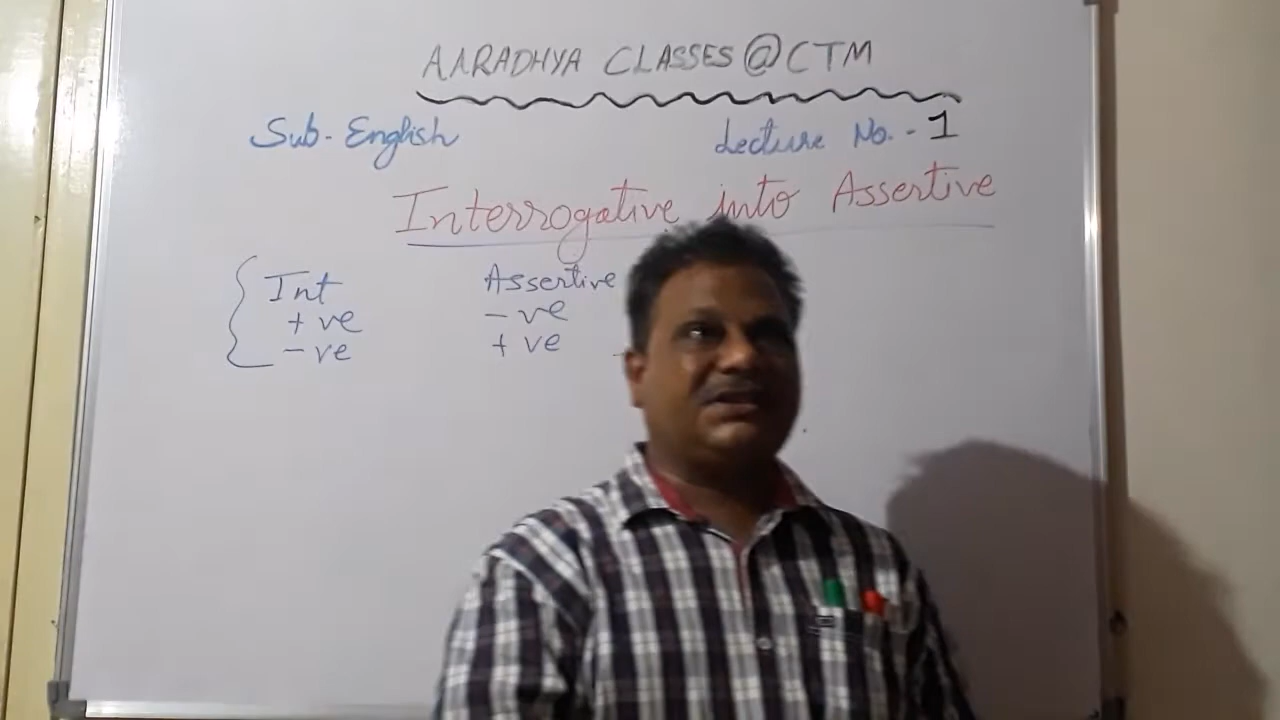 AARADHYA CLASSES @ CTM
Sub- English Lecture No. - 1
Interrogative into Assertive
Int Assertive
+ ve - ve
- ve + ve